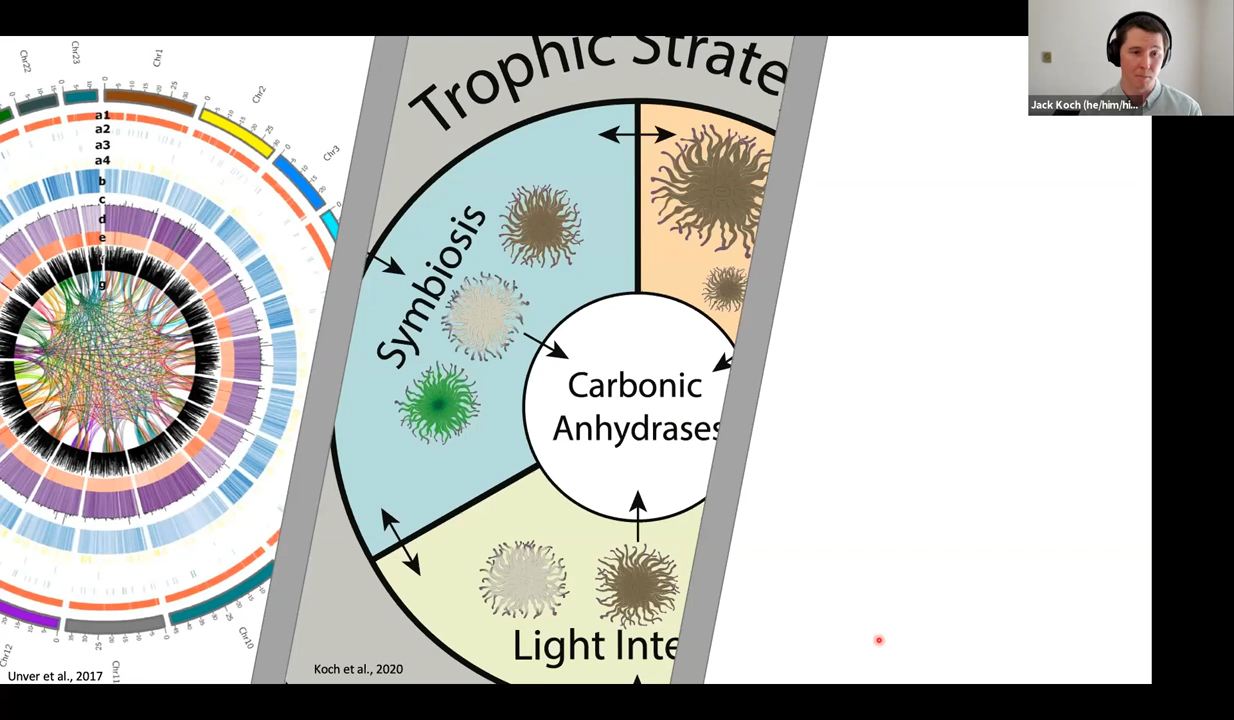 Chr22
Chr23
Chr1
Chr2
Chr3
a1
a2
a3
a4
b
c
d
e
g
Chr12
Chr11
Chr10
Unver et al., 2017
Trophic Strate
Symbiosis
Carbonic
Anhydrases
Light Inte
Koch et al., 2020
Jack Koch (he/him/hi...